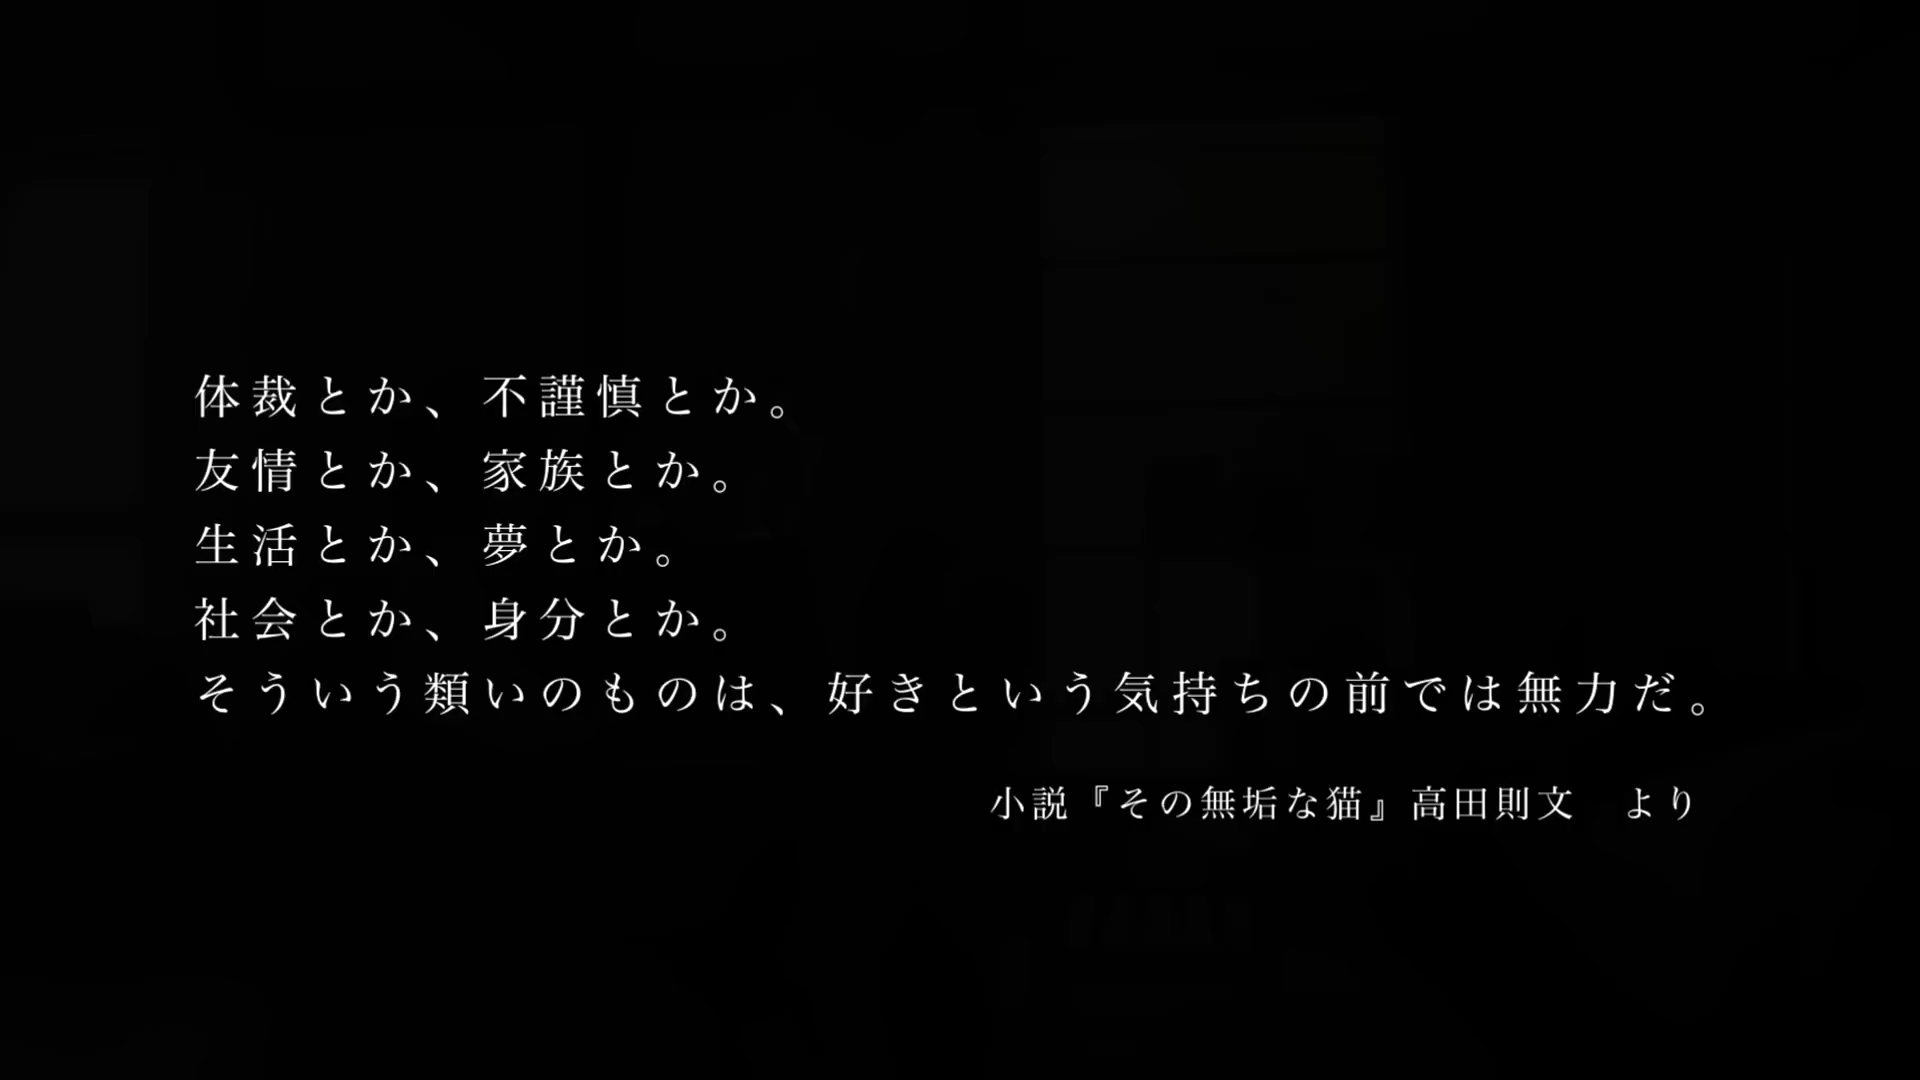 体裁とか、不謹慎とか。
友情とか、家族とか。
生活とか、夢とか。
社会とか、身分とか。
そういう類いのものは、好きという気持ちの前では無力だ。
小説『その無垢な猫』高田則文　より